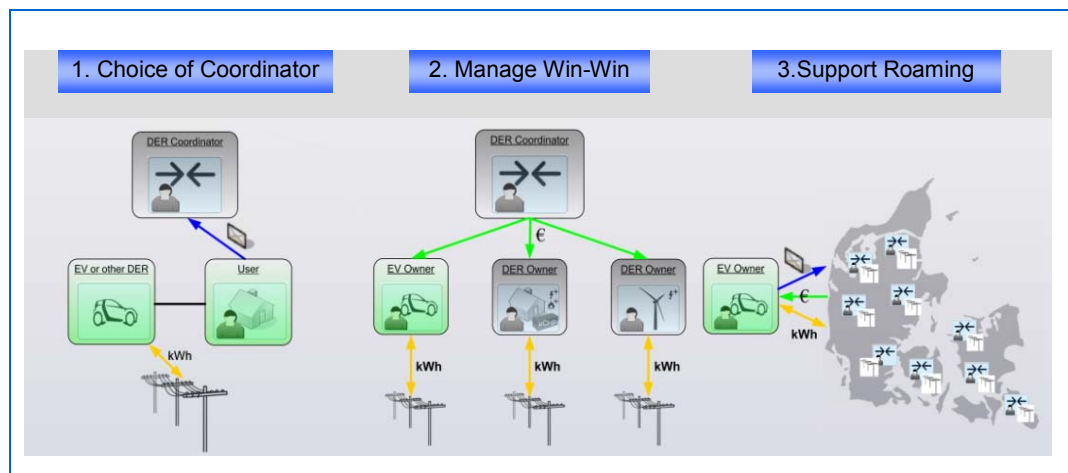 1. Choice of Coordinator
2. Manage Win-Win
3.Support Roaming
DER Coordinator
EV or other DER
User
kWh
DER Coordinator
€
EV Owner
DER Owner
DER Owner
kWh
kWh
kWh
EV Owner
€
kWh